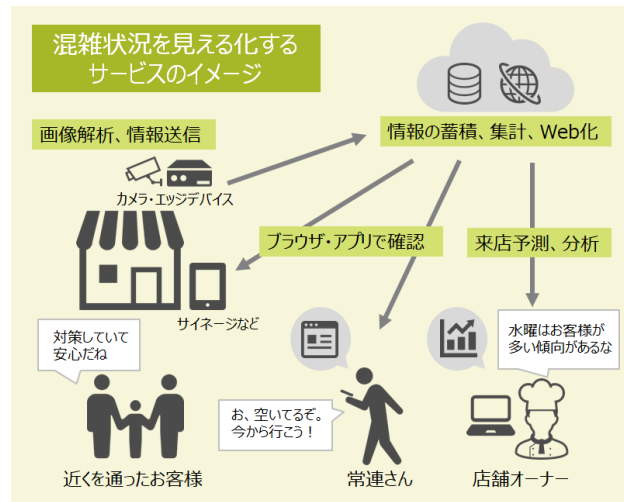 混雑状況を見える化する
サービスのイメージ
画像解析、情報送信
情報の蓄積、集計、Web化
カメラ・エッジデバイス
ブラウザ・アプリで確認
来店予測、分析
サイネージなど
対策していて
安心だね
水曜はお客様が
多い傾向があるな
お、空いてるぞ。
今から行こう！
近くを通ったお客様
常連さん
店舗オーナー